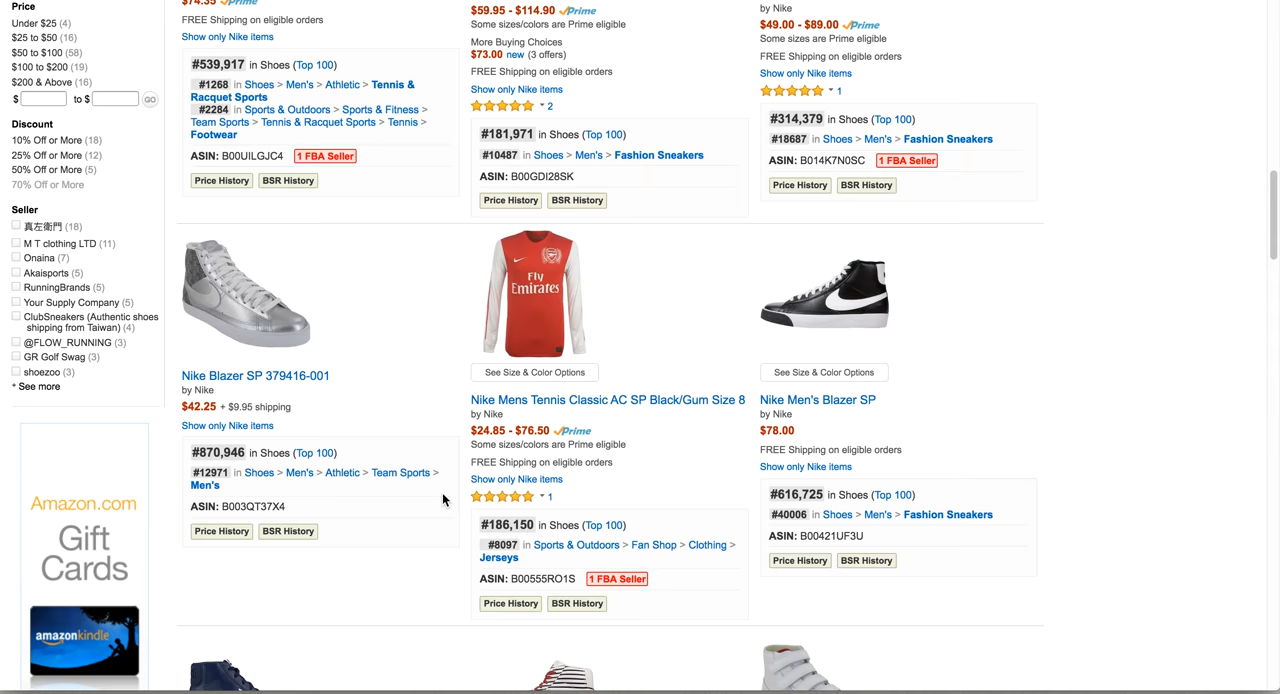 Price
Under $25 (4)
$25 to $50 (16)
$50 to $100 (58)
$100 to $200 (19)
$200 & Above (16)
$ to $ GO
Discount
10% Off or More (18)
25% Off or More (12)
50% Off or More (5)
70% Off or More
Seller
真左衛門 (18)
M T clothing LTD (11)
Onaina (7)
Akaisports (5)
RunningBrands (5)
Your Supply Company (5)
ClubSneakers (Authentic shoes
shipping from Taiwan) (4)
@FLOW_RUNNING (3)
GR Golf Swag (3)
shoezoo (3)
See more
Amazon.com
Gift
Cards
amazonkindle
$74.35 Prime
FREE Shipping on eligible orders
Show only Nike items
#539,917 in Shoes (Top 100)
#1268 in Shoes > Men's > Athletic > Tennis &
Racquet Sports
#2284 in Sports & Outdoors > Sports & Fitness >
Team Sports > Tennis & Racquet Sports > Tennis >
Footwear
ASIN: B00UILGJC4 1 FBA Seller
Price History BSR History
$59.95 - $114.90 Prime
Some sizes/colors are Prime eligible
More Buying Choices
$73.00 new (3 offers)
FREE Shipping on eligible orders
Show only Nike items
2
#181,971 in Shoes (Top 100)
#10487 in Shoes > Men's > Fashion Sneakers
ASIN: B00GDI28SK
Price History BSR History
by Nike
$49.00 - $89.00 Prime
Some sizes are Prime eligible
FREE Shipping on eligible orders
Show only Nike items
1
#314,379 in Shoes (Top 100)
#18687 in Shoes > Men's > Fashion Sneakers
ASIN: B014K7N0SC 1 FBA Seller
Price History BSR History
Nike Blazer SP 379416-001
by Nike
$42.25 + $9.95 shipping
Show only Nike items
#870,946 in Shoes (Top 100)
#12971 in Shoes > Men's > Athletic > Team Sports >
Men's
ASIN: B003QT37X4
Price History BSR History
Fly
Emirates
See Size & Color Options
Nike Mens Tennis Classic AC SP Black/Gum Size 8
by Nike
$24.85 - $76.50 Prime
Some sizes/colors are Prime eligible
FREE Shipping on eligible orders
Show only Nike items
1
#186,150 in Shoes (Top 100)
#8097 in Sports & Outdoors > Fan Shop > Clothing >
Jerseys
ASIN: B00555RO1S 1 FBA Seller
Price History BSR History
See Size & Color Options
Nike Men's Blazer SP
by Nike
$78.00
FREE Shipping on eligible orders
Show only Nike items
#616,725 in Shoes (Top 100)
#40006 in Shoes > Men's > Fashion Sneakers
ASIN: B00421UF3U
Price History BSR History